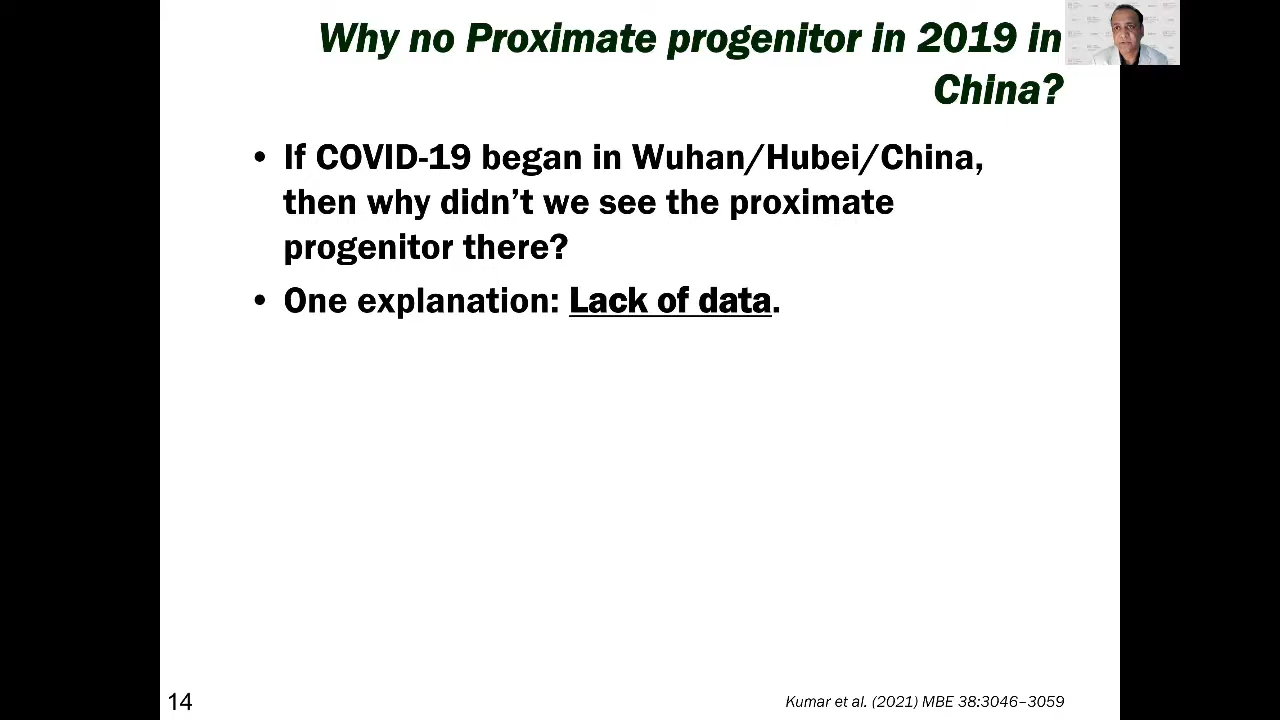 Why no Proximate progenitor in 2019 in
China?
• If COVID-19 began in Wuhan/Hubei/China,
then why didn't we see the proximate
progenitor there?
• One explanation: Lack of data.
14
Kumar et al. (2021) MBE 38:3046–3059